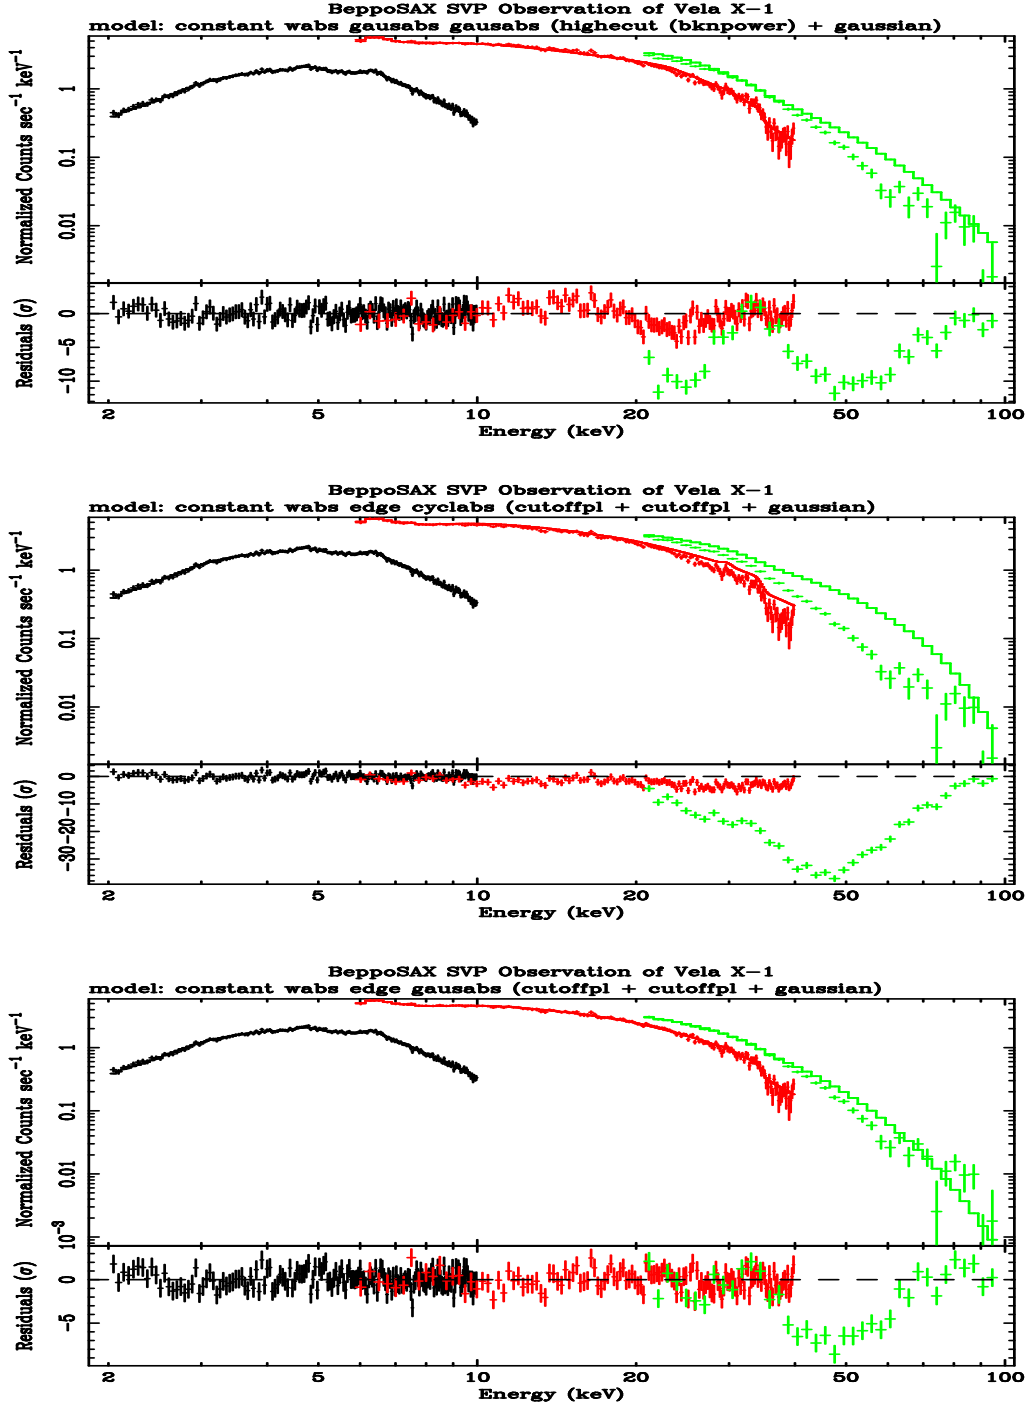 BeppoSAX SVP Observation of Vela X−1
model: constant wabs gausabs gausabs (highecut (bknpower) + gaussian)
Normalized Counts sec⁻¹ keV⁻¹
1
0.1
0.01
Residuals (σ)
0
−5
−10
2 5 10 20 50 100
Energy (keV)
BeppoSAX SVP Observation of Vela X−1
model: constant wabs edge cyclabs (cutoffpl + cutoffpl + gaussian)
Normalized Counts sec⁻¹ keV⁻¹
1
0.1
0.01
Residuals (σ)
0
−10
−20
−30
2 5 10 20 50 100
Energy (keV)
BeppoSAX SVP Observation of Vela X−1
model: constant wabs edge gausabs (cutoffpl + cutoffpl + gaussian)
Normalized Counts sec⁻¹ keV⁻¹
1
0.1
0.01
10⁻³
Residuals (σ)
0
−5
2 5 10 20 50 100
Energy (keV)